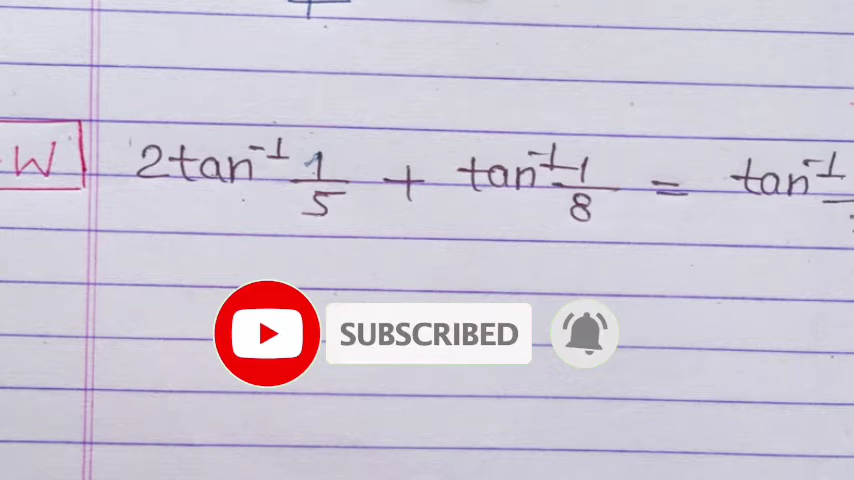 W
2tan⁻¹ 1/5 + tan⁻¹ 1/8 = tan⁻¹
SUBSCRIBED